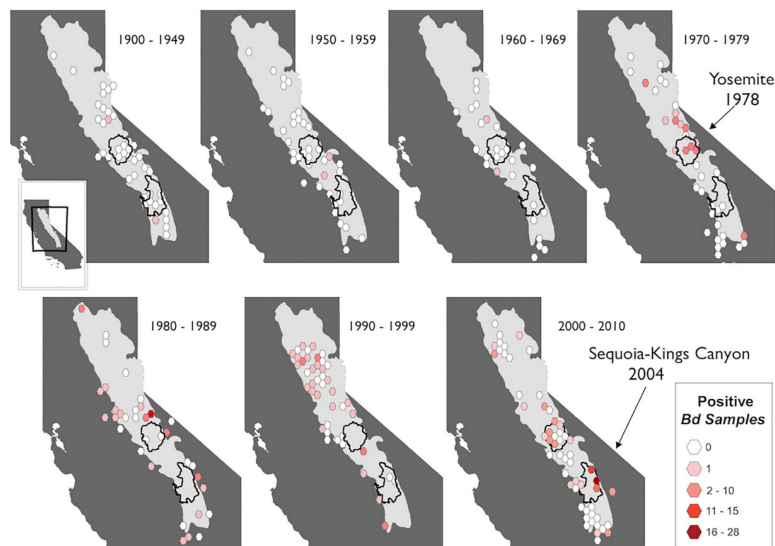 1900 - 1949
1950 - 1959
1960 - 1969
1970 - 1979
Yosemite
1978
1980 - 1989
1990 - 1999
2000 - 2010
Sequoia-Kings Canyon
2004
Positive
Bd Samples
0
1
2 - 10
11 - 15
16 - 28